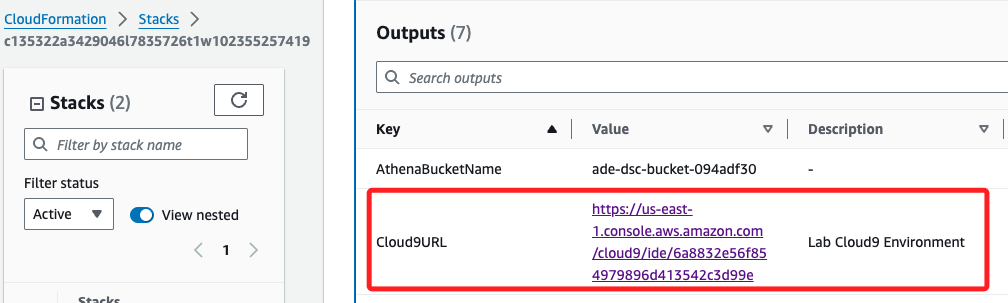 CloudFormation > Stacks >
c135322a3429046l7835726t1w102355257419
Stacks (2)
Filter by stack name
Filter status
Active
View nested
< 1 >
Stacks
Outputs (7)
Search outputs
Key Value Description
AthenaBucketName ade-dsc-bucket-094adf30 -
https://us-east-
1.console.aws.amazon.com
Cloud9URL /cloud9/ide/6a8832e56f85 Lab Cloud9 Environment
4979896d413542c3d99e